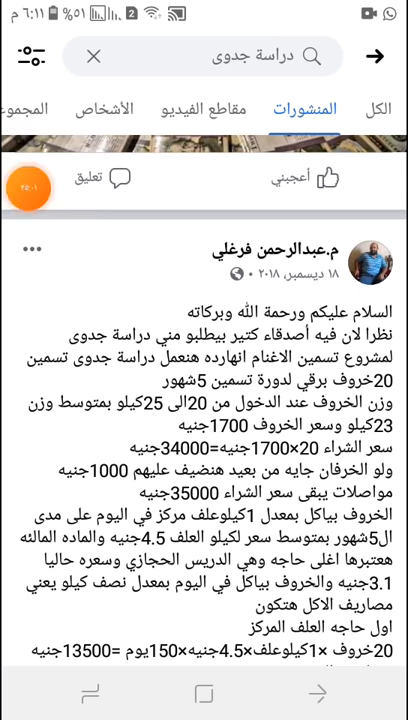 ٦:١١ م
٥١%
2
دراسة جدوى
الكل
المنشورات
مقاطع الفيديو
الأشخاص
المجموع
أعجبني
تعليق
٢٥:٠١
م.عبدالرحمن فرغلي
١٨ ديسمبر، ٢٠١٨
السلام عليكم ورحمة الله وبركاته
نظرا لان فيه أصدقاء كتير بيطلبو مني دراسة جدوى
لمشروع تسمين الاغنام انهارده هنعمل دراسة جدوى تسمين
20خروف برقي لدورة تسمين 5شهور
وزن الخروف عند الدخول من 20الى 25كيلو بمتوسط وزن
23كيلو وسعر الخروف 1700جنيه
سعر الشراء 20×1700جنيه=34000جنيه
ولو الخرفان جايه من بعيد هنضيف عليهم 1000جنيه
مواصلات يبقى سعر الشراء 35000جنيه
الخروف بياكل بمعدل 1كيلوعلف مركز في اليوم على مدى
ال5شهور بمتوسط سعر لكيلو العلف 4.5جنيه والماده المالئه
هعتبرها اغلى حاجه وهي الدريس الحجازي وسعره حاليا
3.1جنيه والخروف بياكل في اليوم بمعدل نصف كيلو يعني
مصاريف الاكل هتكون
اول حاجه العلف المركز
20خروف ×1كيلوعلف×4.5جنيه×150يوم =13500جنيه